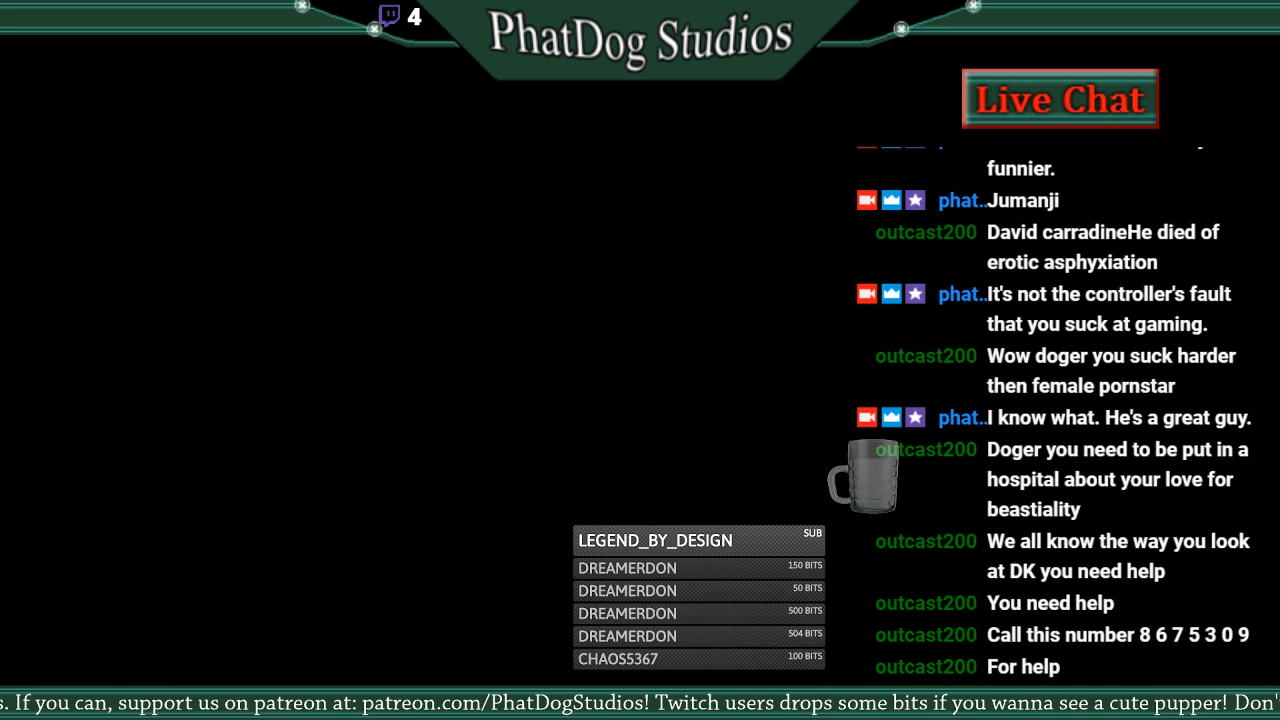 4
PhatDog Studios
Live Chat
funnier.
phat.. Jumanji
outcast200 David carradineHe died of
erotic asphyxiation
phat.. It's not the controller's fault
that you suck at gaming.
outcast200 Wow doger you suck harder
then female pornstar
phat.. I know what. He's a great guy.
outcast200 Doger you need to be put in a
hospital about your love for
beastiality
outcast200 We all know the way you look
at DK you need help
outcast200 You need help
outcast200 Call this number 8 6 7 5 3 0 9
outcast200 For help
LEGEND_BY_DESIGN SUB
DREAMERDON 150 BITS
DREAMERDON 50 BITS
DREAMERDON 500 BITS
DREAMERDON 504 BITS
CHAOS5367 100 BITS
s. If you can, support us on patreon at: patreon.com/PhatDogStudios! Twitch users drops some bits if you wanna see a cute pupper! Don'